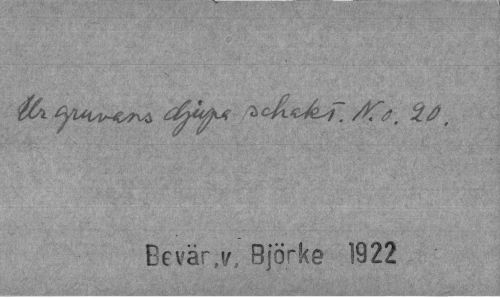 Ur gruvans djupa schakt. N.o. 20.
Bevär,v, Björke 1922